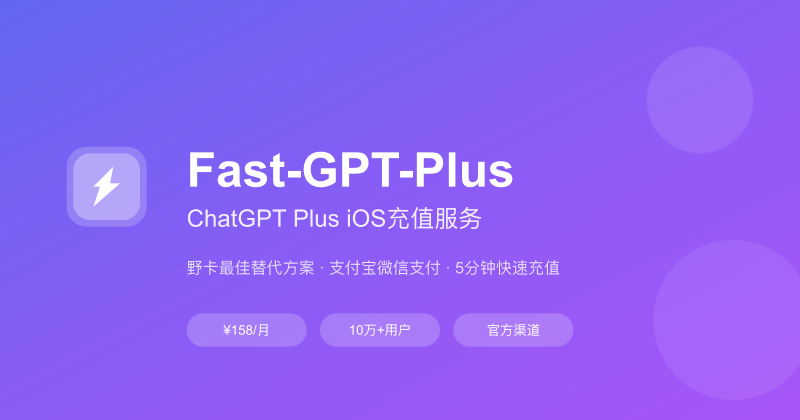 Fast-GPT-Plus
ChatGPT Plus iOS充值服务
野卡最佳替代方案 · 支付宝微信支付 · 5分钟快速充值
¥158/月
10万+用户
官方渠道